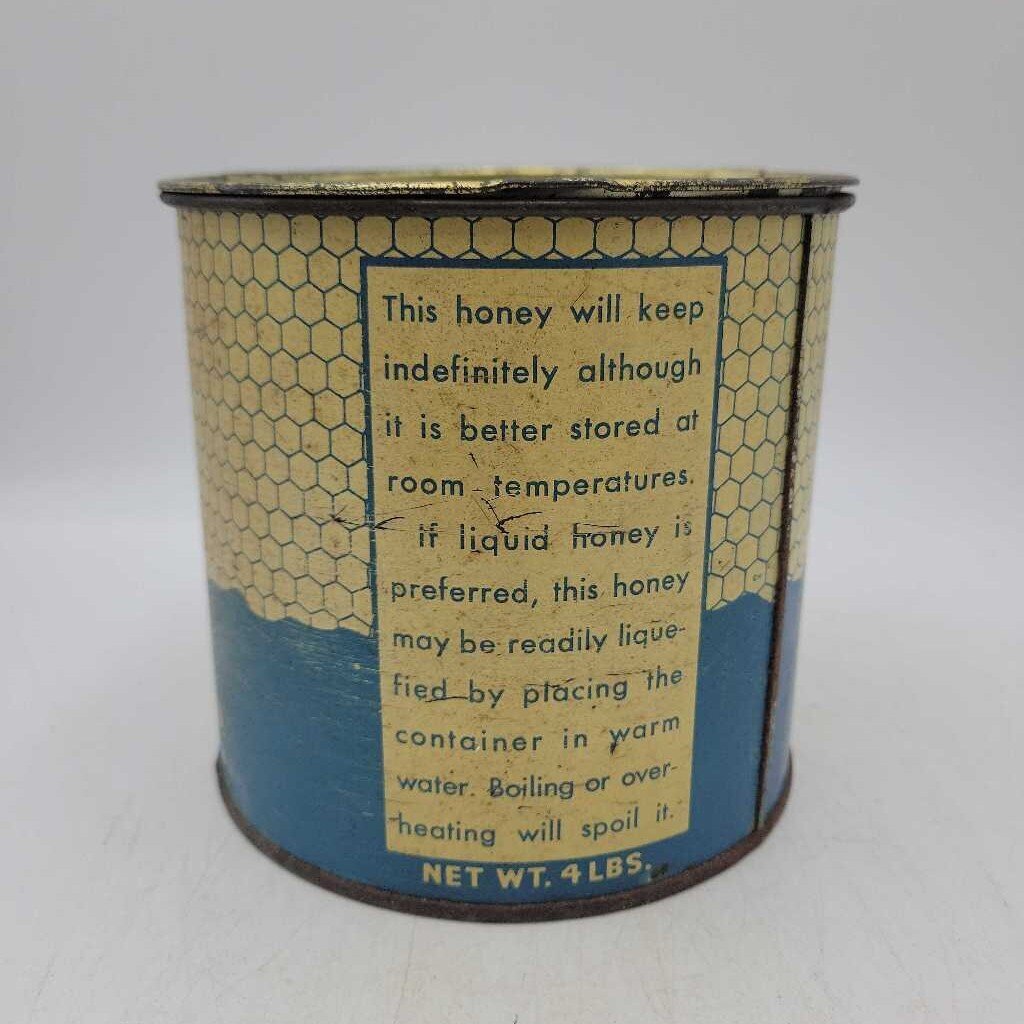 This honey will keep
indefinitely although
it is better stored at
room temperatures.
If liquid honey is
preferred, this honey
may be readily lique-
fied by placing the
container in warm
water. Boiling or over-
heating will spoil it.
NET WT. 4 LBS.